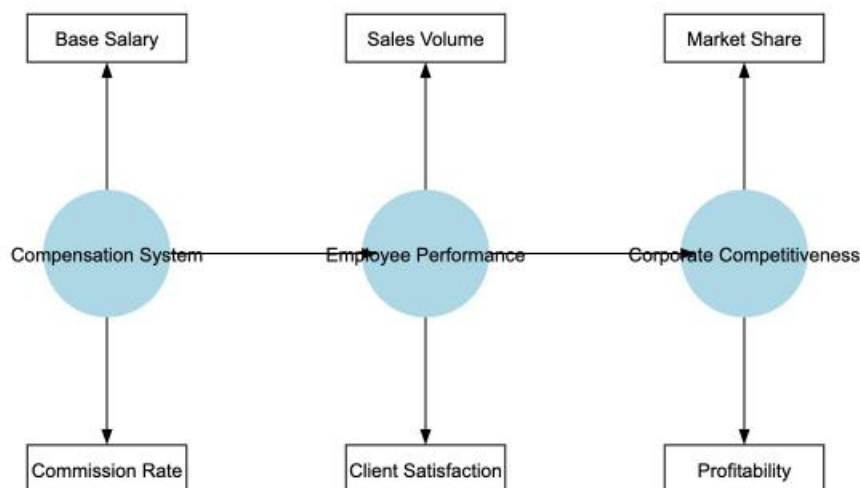 Base Salary
Sales Volume
Market Share
Compensation System
Employee Performance
Corporate Competitiveness
Commission Rate
Client Satisfaction
Profitability